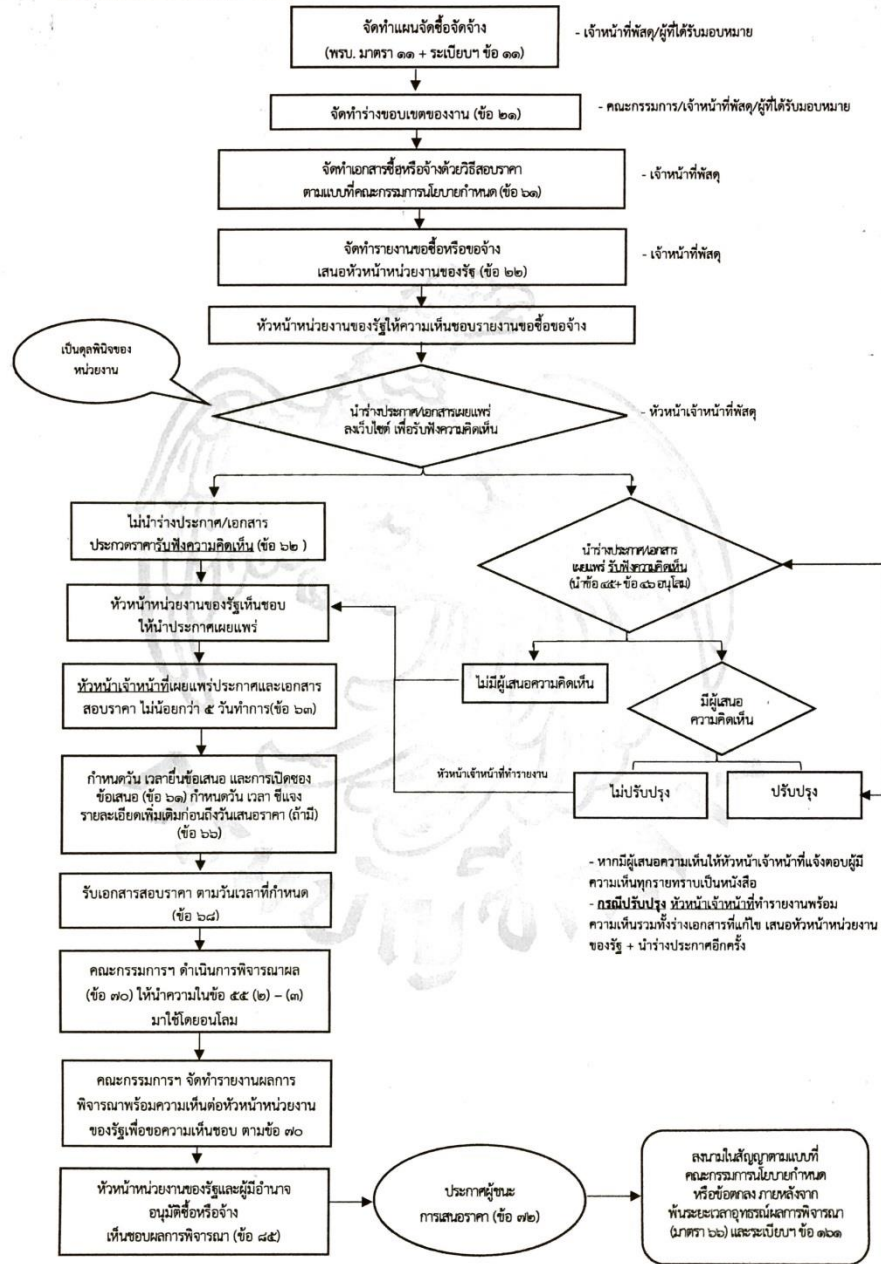 จัดทำแผนจัดซื้อจัดจ้าง
(พรบ. มาตรา ๑๑ + ระเบียบฯ ข้อ ๑๑)
- เจ้าหน้าที่พัสดุ/ผู้ที่ได้รับมอบหมาย
จัดทำร่างขอบเขตของงาน (ข้อ ๒๑)
- คณะกรรมการ/เจ้าหน้าที่พัสดุ/ผู้ที่ได้รับมอบหมาย
จัดทำเอกสารซื้อหรือจ้างด้วยวิธีสอบราคา
ตามแบบที่คณะกรรมการนโยบายกำหนด (ข้อ ๖๑)
- เจ้าหน้าที่พัสดุ
จัดทำรายงานขอซื้อหรือขอจ้าง
เสนอหัวหน้าหน่วยงานของรัฐ (ข้อ ๒๒)
- เจ้าหน้าที่พัสดุ
หัวหน้าหน่วยงานของรัฐให้ความเห็นชอบรายงานขอซื้อขอจ้าง
เป็นดุลพินิจของ
หน่วยงาน
นำร่างประกาศ/เอกสารเผยแพร่
ลงเว็บไซต์ เพื่อรับฟังความคิดเห็น
- หัวหน้าเจ้าหน้าที่พัสดุ
ไม่นำร่างประกาศ/เอกสาร
ประกวดราคารับฟังความคิดเห็น (ข้อ ๖๒ )
นำร่างประกาศ/เอกสาร
เผยแพร่ รับฟังความคิดเห็น
(นำข้อ ๔๕+ ข้อ ๔๖ อนุโลม)
หัวหน้าหน่วยงานของรัฐเห็นชอบ
ให้นำประกาศเผยแพร่
ไม่มีผู้เสนอความคิดเห็น
มีผู้เสนอ
ความคิดเห็น
หัวหน้าเจ้าหน้าที่เผยแพร่ประกาศและเอกสาร
สอบราคา ไม่น้อยกว่า ๕ วันทำการ(ข้อ ๖๓)
หัวหน้าเจ้าหน้าที่ทำรายงาน
ไม่ปรับปรุง
ปรับปรุง
กำหนดวัน เวลายื่นข้อเสนอ และการเปิดซอง
ข้อเสนอ (ข้อ ๖๑) กำหนดวัน เวลา ชี้แจง
รายละเอียดเพิ่มเติมก่อนถึงวันเสนอราคา (ถ้ามี)
(ข้อ ๖๖)
- หากมีผู้เสนอความเห็นให้หัวหน้าเจ้าหน้าที่แจ้งตอบผู้มี
ความเห็นทุกรายทราบเป็นหนังสือ
- กรณีปรับปรุง หัวหน้าเจ้าหน้าที่ทำรายงานพร้อม
ความเห็นรวมทั้งร่างเอกสารที่แก้ไข เสนอหัวหน้าหน่วยงาน
ของรัฐ + นำร่างประกาศอีกครั้ง
รับเอกสารสอบราคา ตามวันเวลาที่กำหนด
(ข้อ ๖๘)
คณะกรรมการฯ ดำเนินการพิจารณาผล
(ข้อ ๗๐) ให้นำความในข้อ ๕๕ (๒) – (๓)
มาใช้โดยอนุโลม
คณะกรรมการฯ จัดทำรายงานผลการ
พิจารณาพร้อมความเห็นต่อหัวหน้าหน่วยงาน
ของรัฐเพื่อขอความเห็นชอบ ตามข้อ ๗๐
หัวหน้าหน่วยงานของรัฐและผู้มีอำนาจ
อนุมัติซื้อหรือจ้าง
เห็นชอบผลการพิจารณา (ข้อ ๘๕)
ประกาศผู้ชนะ
การเสนอราคา (ข้อ ๗๒)
ลงนามในสัญญาตามแบบที่
คณะกรรมการนโยบายกำหนด
หรือข้อตกลง ภายหลังจาก
พ้นระยะเวลาอุทธรณ์ผลการพิจารณา
(มาตรา ๖๖) และระเบียบฯ ข้อ ๑๖๑